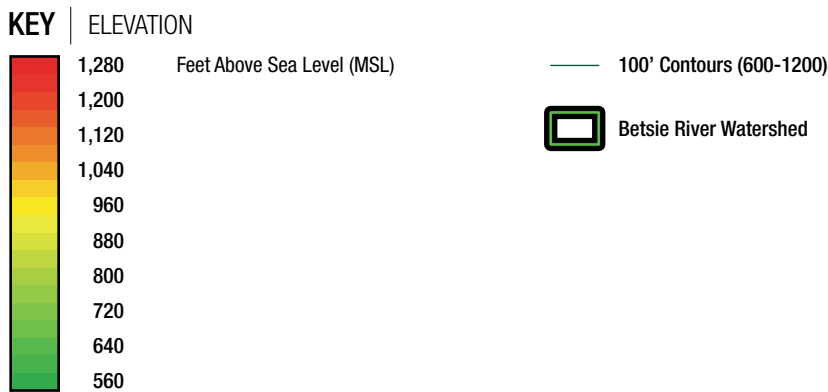 KEY | ELEVATION
1,280 Feet Above Sea Level (MSL)
1,200
1,120
1,040
960
880
800
720
640
560
100' Contours (600-1200)
Betsie River Watershed